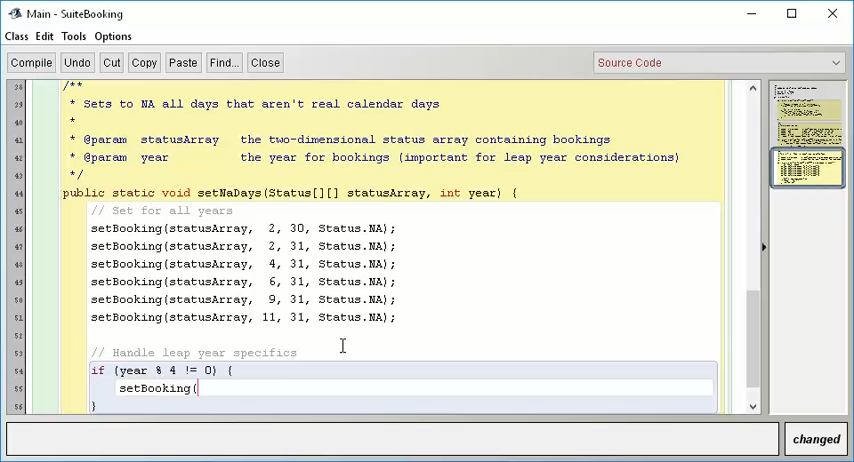 Main - SuiteBooking
Class Edit Tools Options
Compile Undo Cut Copy Paste Find... Close Source Code
28 /**
29 * Sets to NA all days that aren't real calendar days
40 *
41 * @param statusArray the two-dimensional status array containing bookings
42 * @param year the year for bookings (important for leap year considerations)
43 */
44 public static void setNaDays(Status[][] statusArray, int year) {
45 // Set for all years
46 setBooking(statusArray, 2, 30, Status.NA);
47 setBooking(statusArray, 2, 31, Status.NA);
48 setBooking(statusArray, 4, 31, Status.NA);
49 setBooking(statusArray, 6, 31, Status.NA);
50 setBooking(statusArray, 9, 31, Status.NA);
51 setBooking(statusArray, 11, 31, Status.NA);
52
53 // Handle leap year specifics
54 if (year % 4 != 0) {
55 setBooking(
56 }
changed